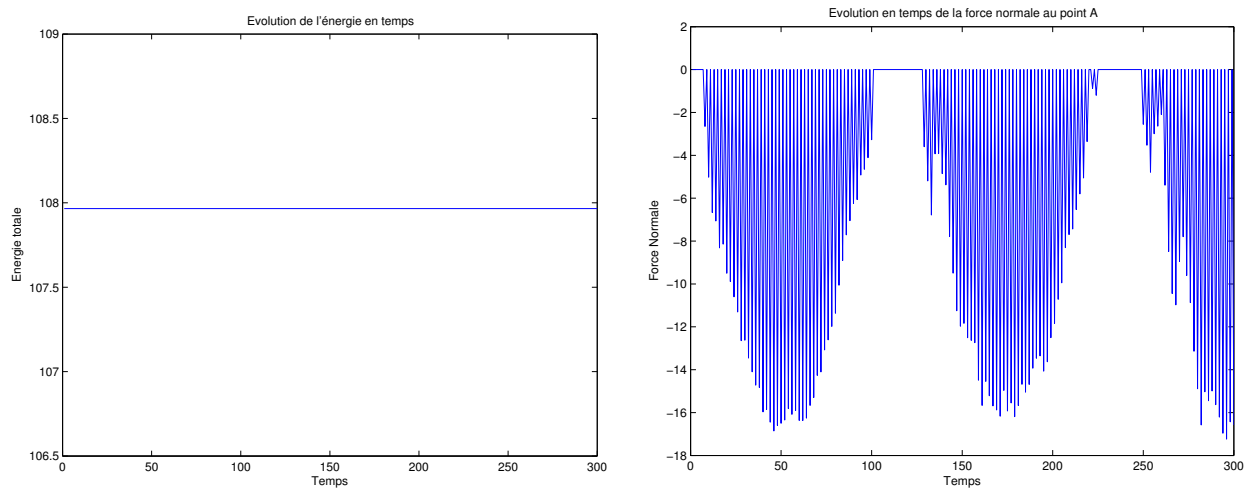 Evolution de l'énergie en temps
109
108.5
108
107.5
107
106.5
0 50 100 150 200 250 300
Temps
Energie totale
Evolution en temps de la force normale au point A
2
0
−2
−4
−6
−8
−10
−12
−14
−16
−18
0 50 100 150 200 250 300
Temps
Force Normale